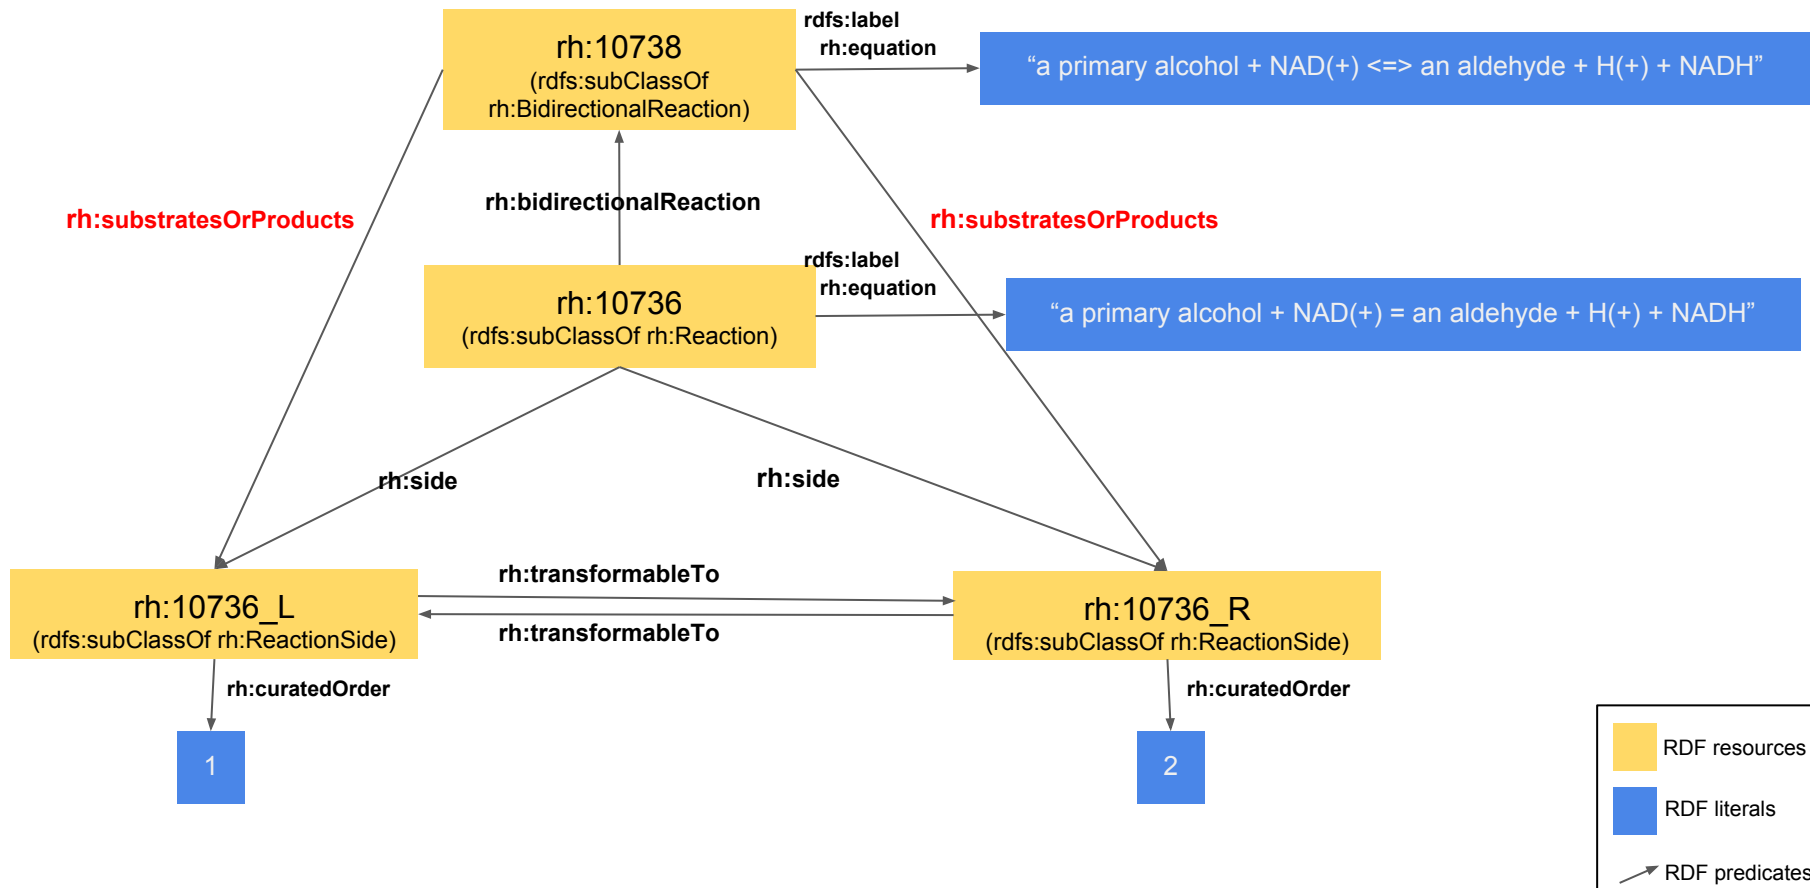 rh:10738
(rdfs:subClassOf
rh:BidirectionalReaction)
rdfs:label
rh:equation
“a primary alcohol + NAD(+) <=> an aldehyde + H(+) + NADH”
rh:substratesOrProducts
rh:bidirectionalReaction
rh:substratesOrProducts
rdfs:label
rh:equation
rh:10736
(rdfs:subClassOf rh:Reaction)
“a primary alcohol + NAD(+) = an aldehyde + H(+) + NADH”
rh:side
rh:side
rh:10736_L
(rdfs:subClassOf rh:ReactionSide)
rh:transformableTo
rh:transformableTo
rh:10736_R
(rdfs:subClassOf rh:ReactionSide)
rh:curatedOrder
rh:curatedOrder
1
2
RDF resources
RDF literals
RDF predicates